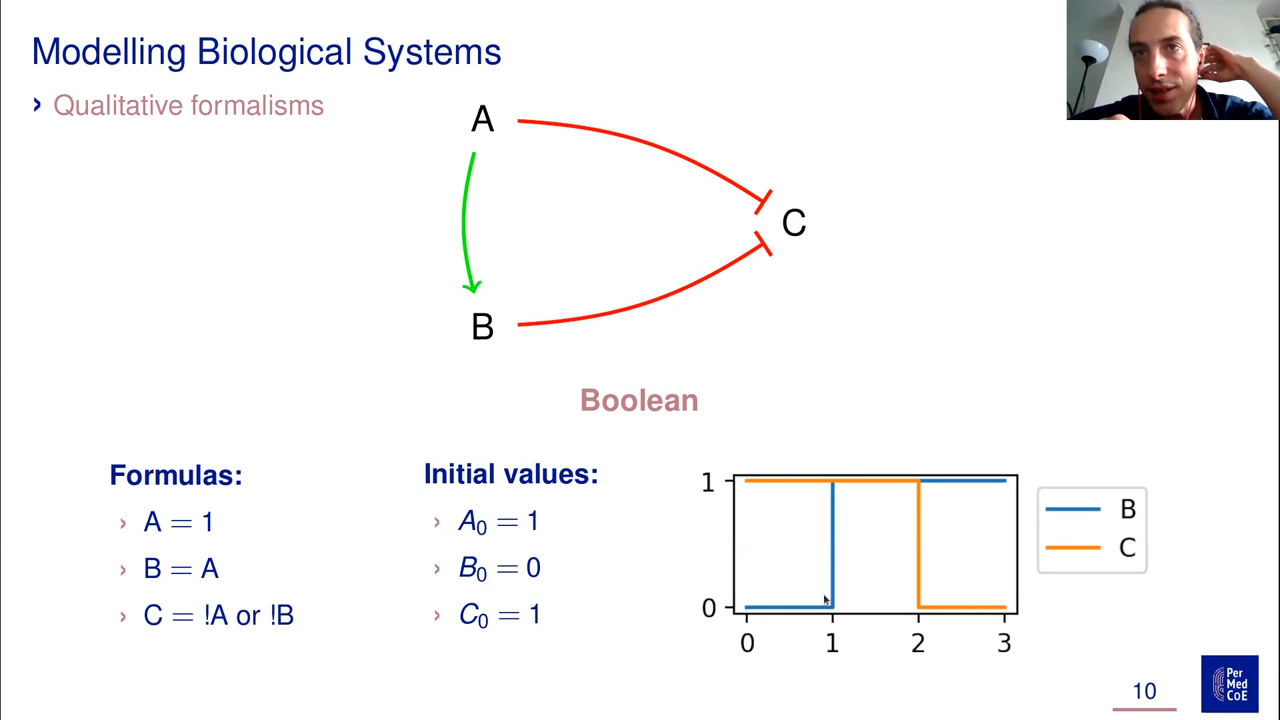 Modelling Biological Systems
› Qualitative formalisms
A
C
B
Boolean
Formulas:
› A = 1
› B = A
› C = !A or !B
Initial values:
› A₀ = 1
› B₀ = 0
› C₀ = 1
1
0
0 1 2 3
B
C
10
Per
Med
CoE